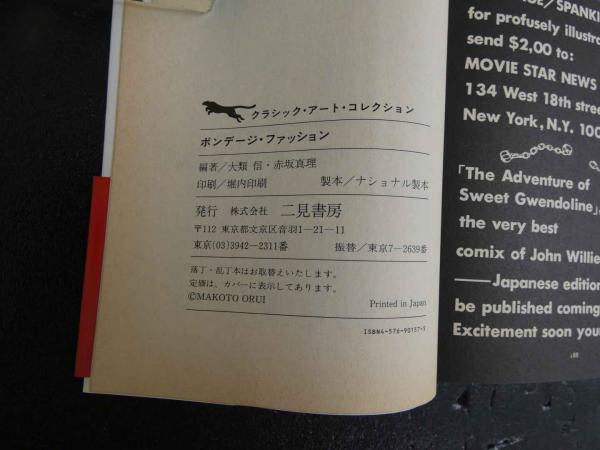 クラシック・アート・コレクション
ボンデージ・ファッション
編著／大類 信・赤坂真理
印刷／堀内印刷 製本／ナショナル製本
発行 株式会社 二見書房
〒112 東京都文京区音羽1-21-11
東京(03)3942-2311番 振替／東京7-2639番
落丁・乱丁本はお取替えいたします。
定価は、カバーに表示してあります。
©MAKOTO ORUI Printed in Japan
ISBN4-576-90157-3
/SPANKI
for profusely illustra
send $2,00 to:
MOVIE STAR NEWS
134 West 18th stree
New York, N.Y. 100
「The Adventure of
Sweet Gwendoline」
the very best
comix of John Willie
——Japanese edition
be published coming
Excitement soon you
188